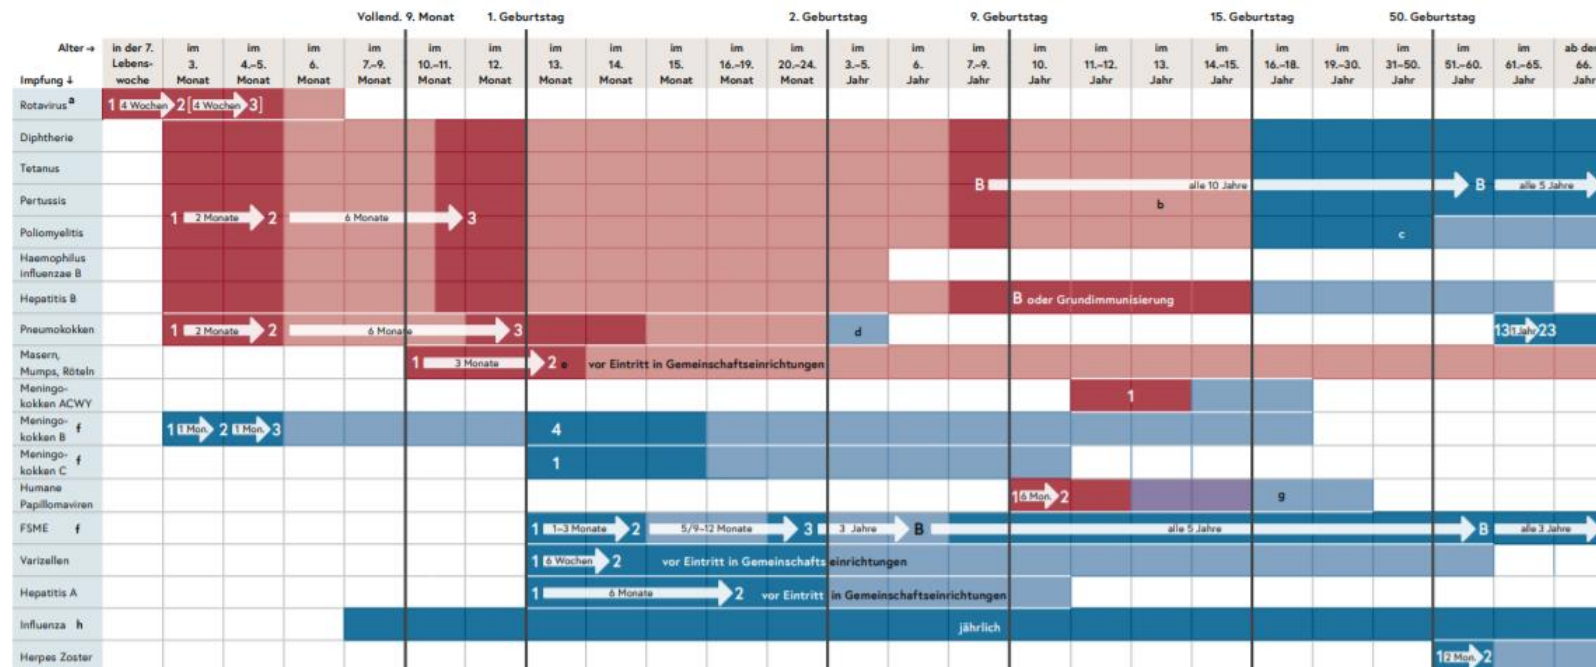 Vollend. 9. Monat 1. Geburtstag 2. Geburtstag 9. Geburtstag 15. Geburtstag 50. Geburtstag
Alter → in der 7. im im im im im im im im im im im im im im im im im im im im im im im ab der
Lebens- 3. 4.–5. 6. 7.–9. 10.–11. 12. 13. 14. 15. 16.–19. 20.–24. 3.–5. 6. 7.–9. 10. 11.–12. 13. 14.–15. 16.–18. 19.–30. 31–50. 51.–60. 61.–65. 66.
Impfung ↓ woche Monat Monat Monat Monat Monat Monat Monat Monat Monat Monat Monat Jahr Jahr Jahr Jahr Jahr Jahr Jahr Jahr Jahr Jahr Jahr Jahr Jahr
Rotavirus a 1 4 Wochen 2 [4 Wochen 3]
Diphtherie
Tetanus
B alle 10 Jahre B alle 5 Jahre
Pertussis
b
1 2 Monate 2 6 Monate 3
Poliomyelitis c
Haemophilus
influenzae B
Hepatitis B B oder Grundimmunisierung
Pneumokokken 1 2 Monate 2 6 Monate 3 d 13 1 Jahr 23
Masern,
Mumps, Röteln 1 3 Monate 2 e vor Eintritt in Gemeinschaftseinrichtungen
Meningo-
kokken ACWY 1
Meningo- f
kokken B 1 1 Mon. 2 1 Mon. 3 4
Meningo- f
kokken C 1
Humane
Papillomaviren 1 6 Mon. 2 g
FSME f 1 1–3 Monate 2 5/9–12 Monate 3 3 Jahre B alle 5 Jahre B alle 3 Jahre
Varizellen 1 6 Wochen 2 vor Eintritt in Gemeinschaftseinrichtungen
Hepatitis A 1 6 Monate 2 vor Eintritt in Gemeinschaftseinrichtungen
Influenza h jährlich
Herpes Zoster 1 2 Mon. 2